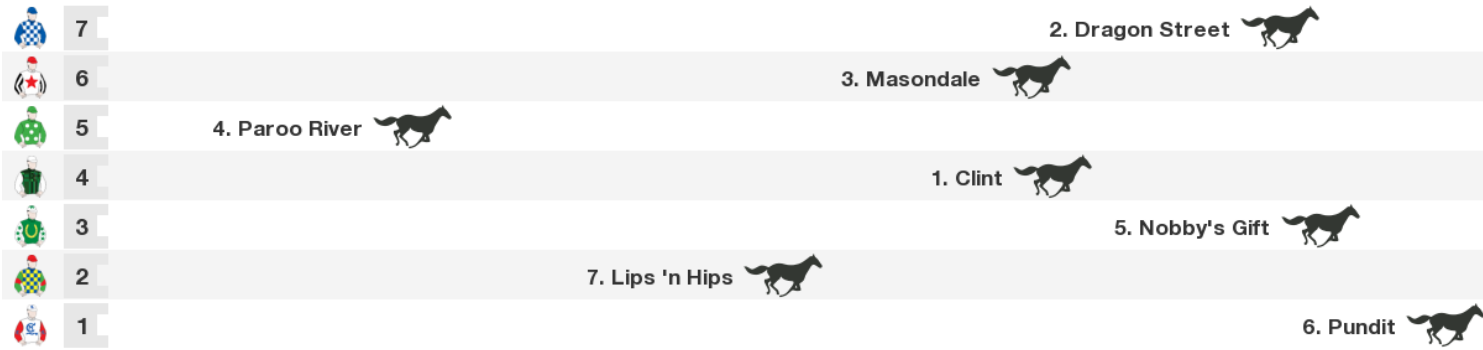 7 2. Dragon Street
6 3. Masondale
5 4. Paroo River
4 1. Clint
3 5. Nobby's Gift
2 7. Lips 'n Hips
1 6. Pundit